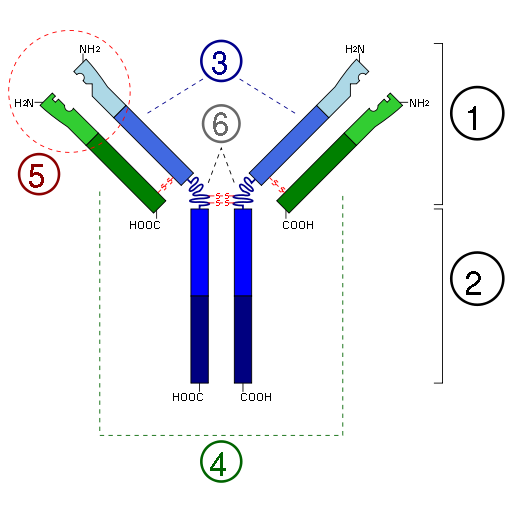 NH2 H2N
3
H2N NH2
1
6
5
S-S S-S
S-S
S-S
HOOC COOH
2
HOOC COOH
4